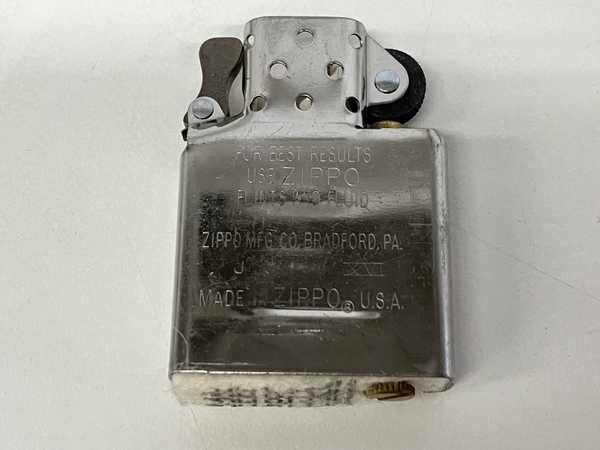 FOR BEST RESULTS
USE ZIPPO
FLINTS AND FLUID
ZIPPO MFG. CO. BRADFORD, PA.
J XVI
MADE IN ZIPPO® U.S.A.